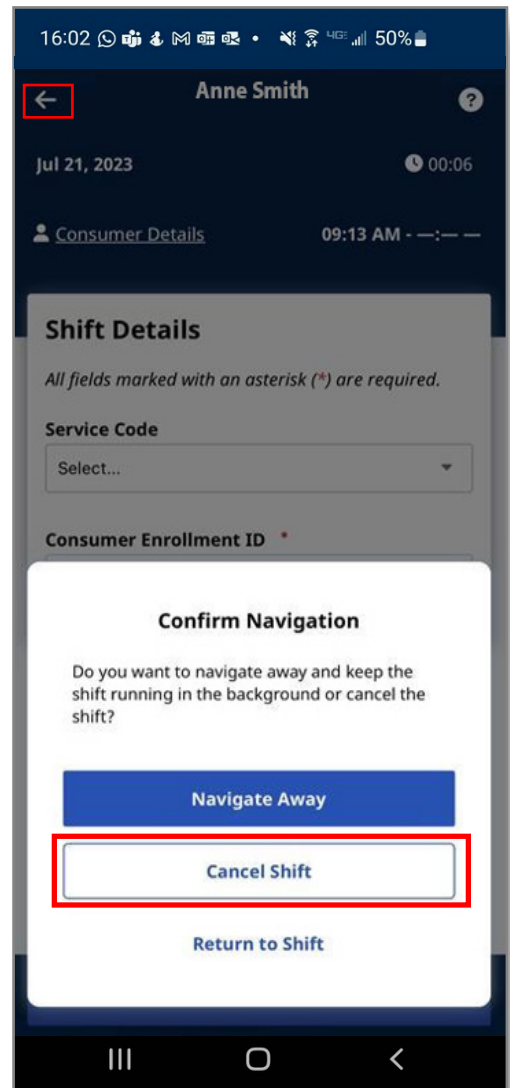 16:02 4GE 50%
Anne Smith
Jul 21, 2023 00:06
Consumer Details 09:13 AM - —:— —
Shift Details
All fields marked with an asterisk (*) are required.
Service Code
Select...
Consumer Enrollment ID *
Confirm Navigation
Do you want to navigate away and keep the
shift running in the background or cancel the
shift?
Navigate Away
Cancel Shift
Return to Shift